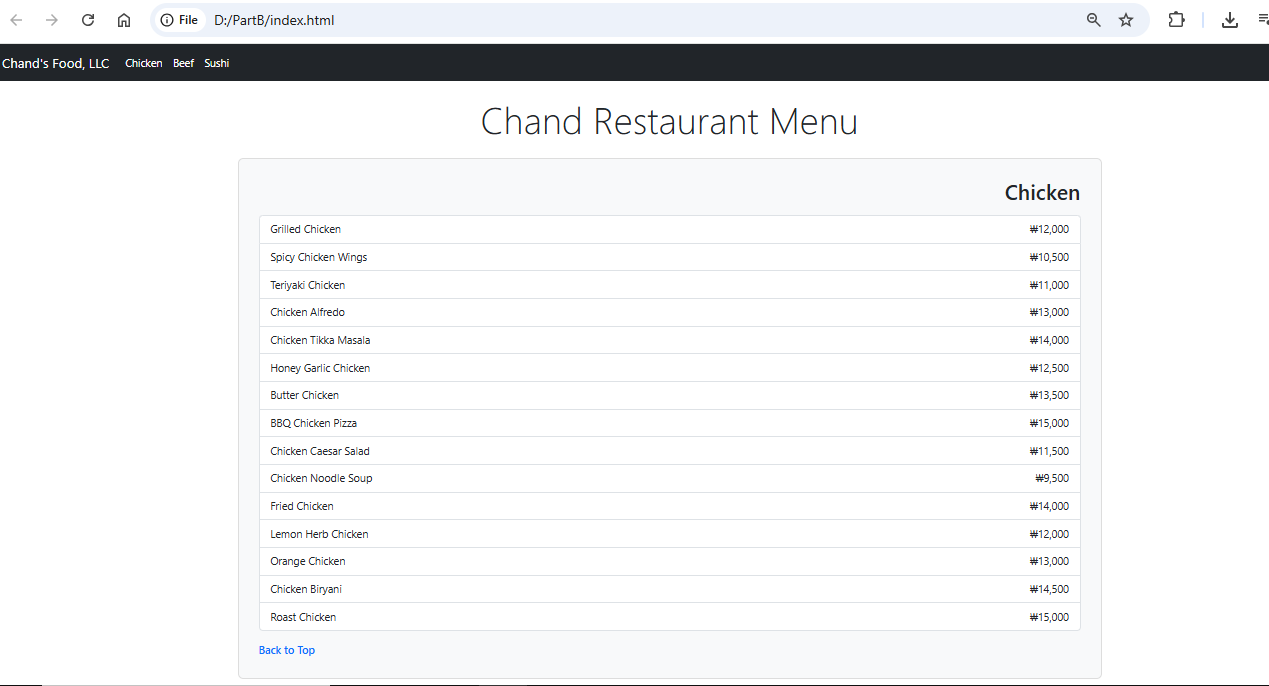 File D:/PartB/index.html
Chand's Food, LLC Chicken Beef Sushi
Chand Restaurant Menu
Chicken
Grilled Chicken ₩12,000
Spicy Chicken Wings ₩10,500
Teriyaki Chicken ₩11,000
Chicken Alfredo ₩13,000
Chicken Tikka Masala ₩14,000
Honey Garlic Chicken ₩12,500
Butter Chicken ₩13,500
BBQ Chicken Pizza ₩15,000
Chicken Caesar Salad ₩11,500
Chicken Noodle Soup ₩9,500
Fried Chicken ₩14,000
Lemon Herb Chicken ₩12,000
Orange Chicken ₩13,000
Chicken Biryani ₩14,500
Roast Chicken ₩15,000
Back to Top